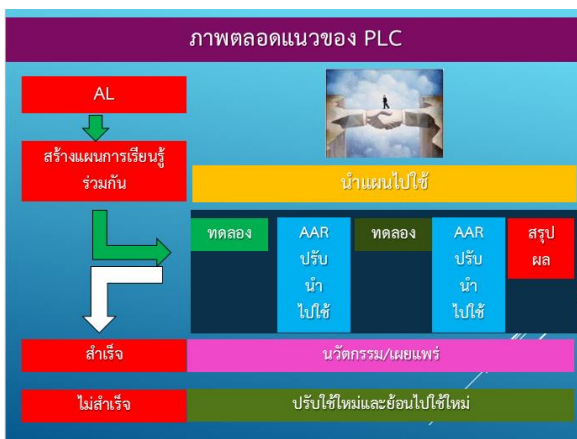 ภาพตลอดแนวของ PLC
AL
สร้างแผนการเรียนรู้
ร่วมกัน
นำแผนไปใช้
ทดลอง
AAR
ปรับ
นำ
ไปใช้
ทดลอง
AAR
ปรับ
นำ
ไปใช้
สรุป
ผล
สำเร็จ
นวัตกรรม/เผยแพร่
ไม่สำเร็จ
ปรับใช้ใหม่และย้อนไปใช้ใหม่